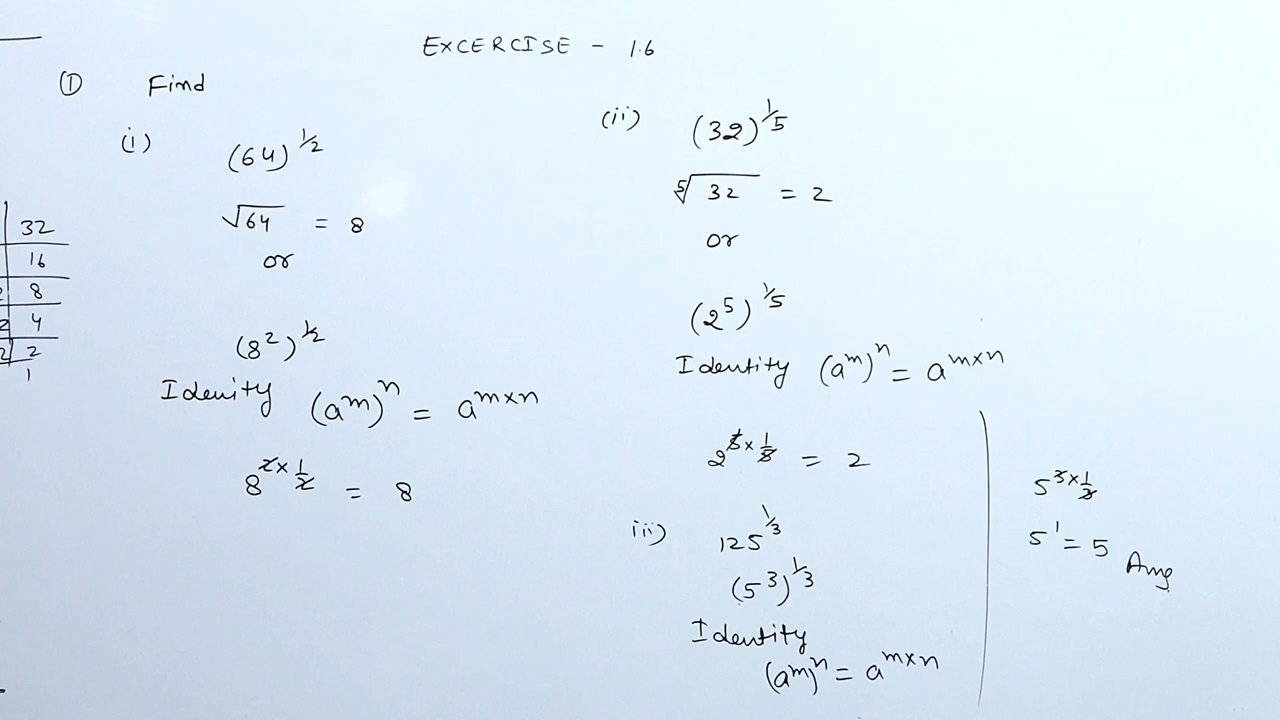 EXCERCISE - 1.6
① Find
(i) (64)^1/2
√64 = 8
or
(8²)^1/2
Idenity (a^m)^n = a^m×n
8^2×1/2 = 8
32
16
8
2 4
2 2
1
(ii) (32)^1/5
⁵√32 = 2
or
(2⁵)^1/5
Identity (a^m)^n = a^m×n
2^5×1/5 = 2
iii) 125^1/3
(5³)^1/3
Identity
(a^m)^n = a^m×n
5^3×1/3
5¹ = 5
Ans